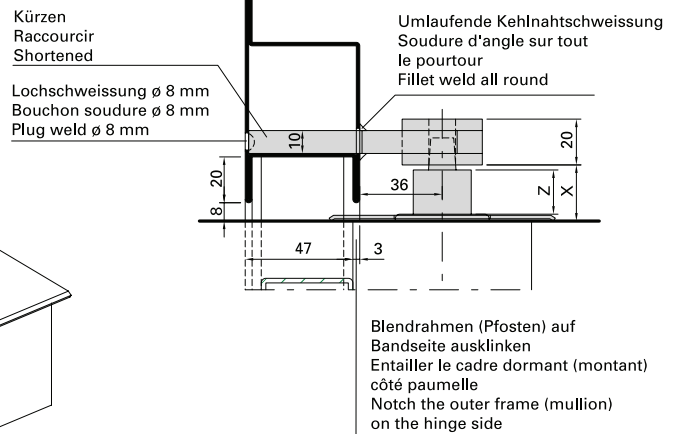 Kürzen
Raccourcir
Shortened
Lochschweissung ø 8 mm
Bouchon soudure ø 8 mm
Plug weld ø 8 mm
Umlaufende Kehlnahtschweissung
Soudure d'angle sur tout
le pourtour
Fillet weld all round
10
20
20
8
36
Z
X
47
3
Blendrahmen (Pfosten) auf
Bandseite ausklinken
Entailler le cadre dormant (montant)
côté paumelle
Notch the outer frame (mullion)
on the hinge side